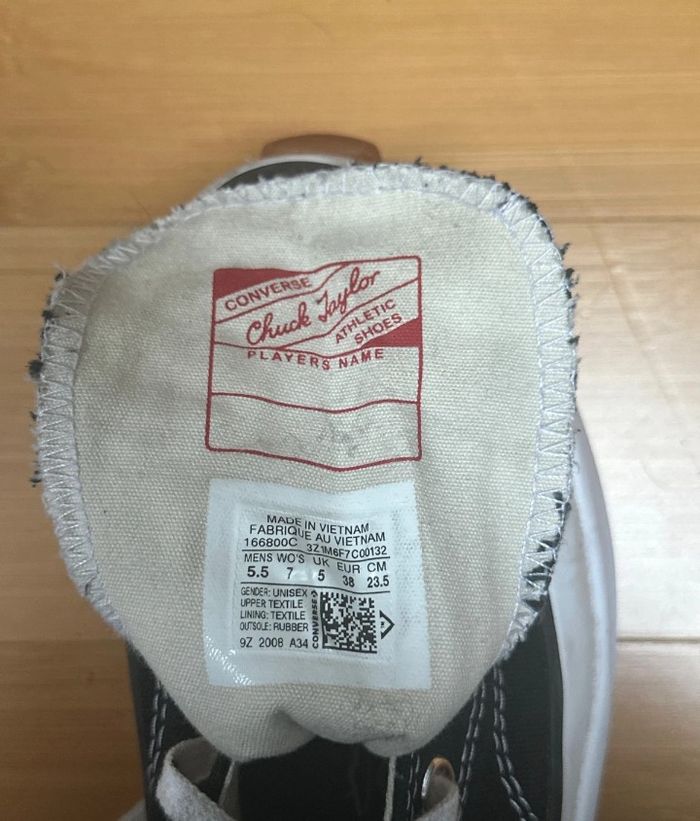 CONVERSE
Chuck Taylor
ATHLETIC
SHOES
PLAYERS NAME
MADE IN VIETNAM
FABRIQUE AU VIETNAM
166800C 3Z1M6F7C00132
MENS WO'S UK EUR CM
5.5 7 5 38 23.5
GENDER: UNISEX
UPPER: TEXTILE
LINING: TEXTILE
OUTSOLE: RUBBER
CONVERSE
9Z 2008 A34